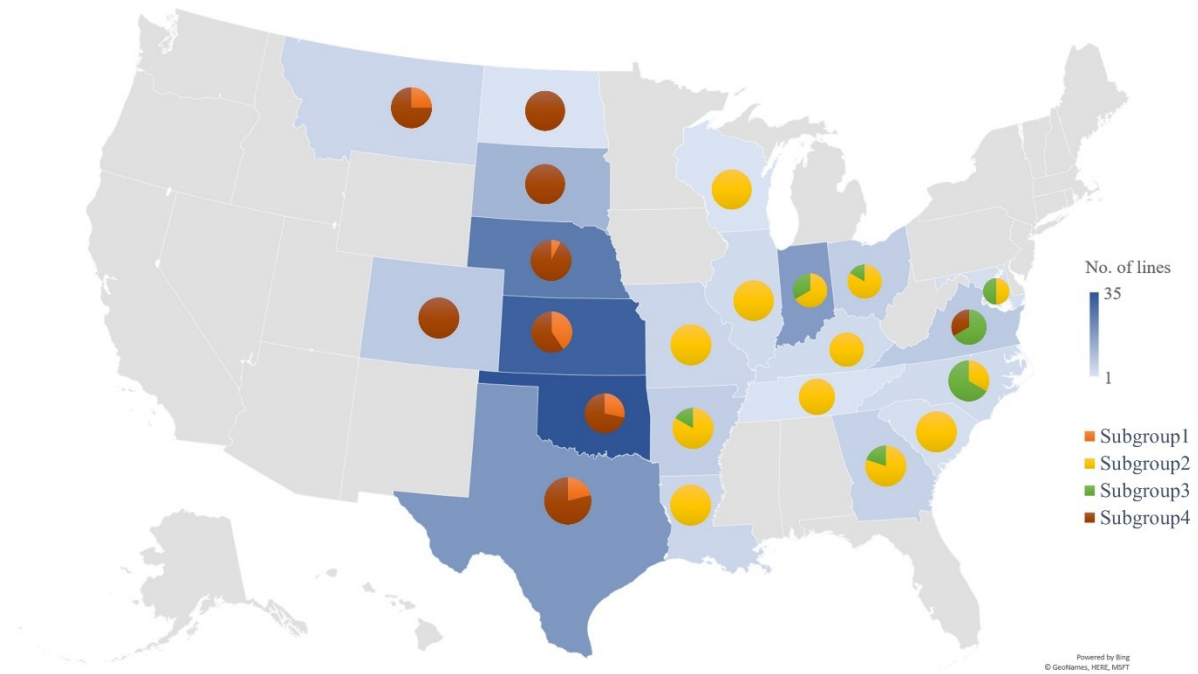 No. of lines
35
1
Subgroup1
Subgroup2
Subgroup3
Subgroup4
Powered by Bing
© GeoNames, HERE, MSFT